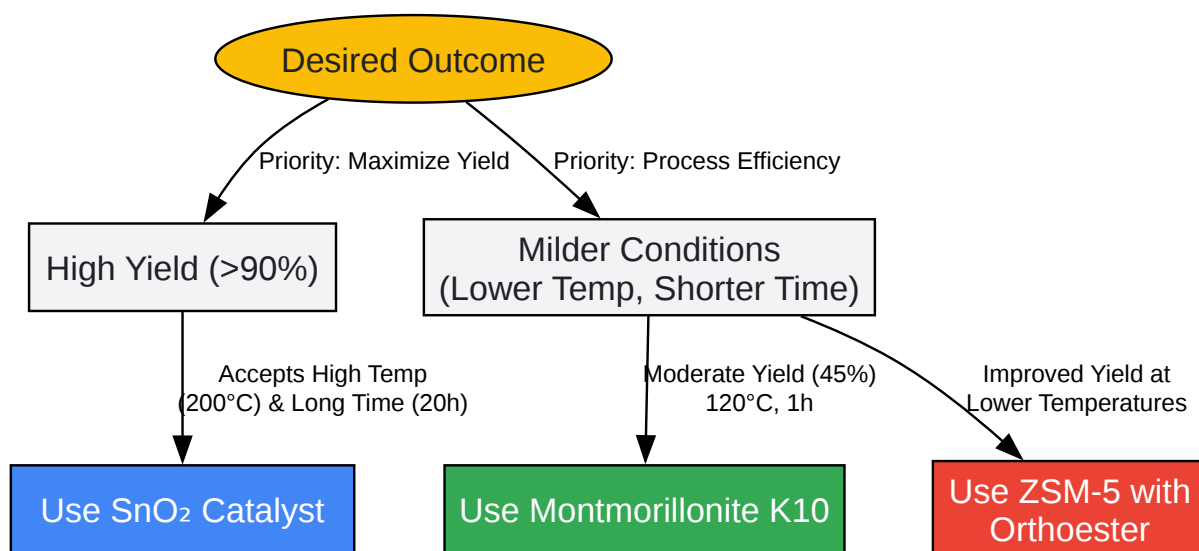 Desired Outcome
Priority: Maximize Yield
Priority: Process Efficiency
High Yield (>90%)
Milder Conditions
(Lower Temp, Shorter Time)
Accepts High Temp
(200°C) & Long Time (20h)
Moderate Yield (45%)
120°C, 1h
Improved Yield at
Lower Temperatures
Use SnO₂ Catalyst
Use Montmorillonite K10
Use ZSM-5 with
Orthoester